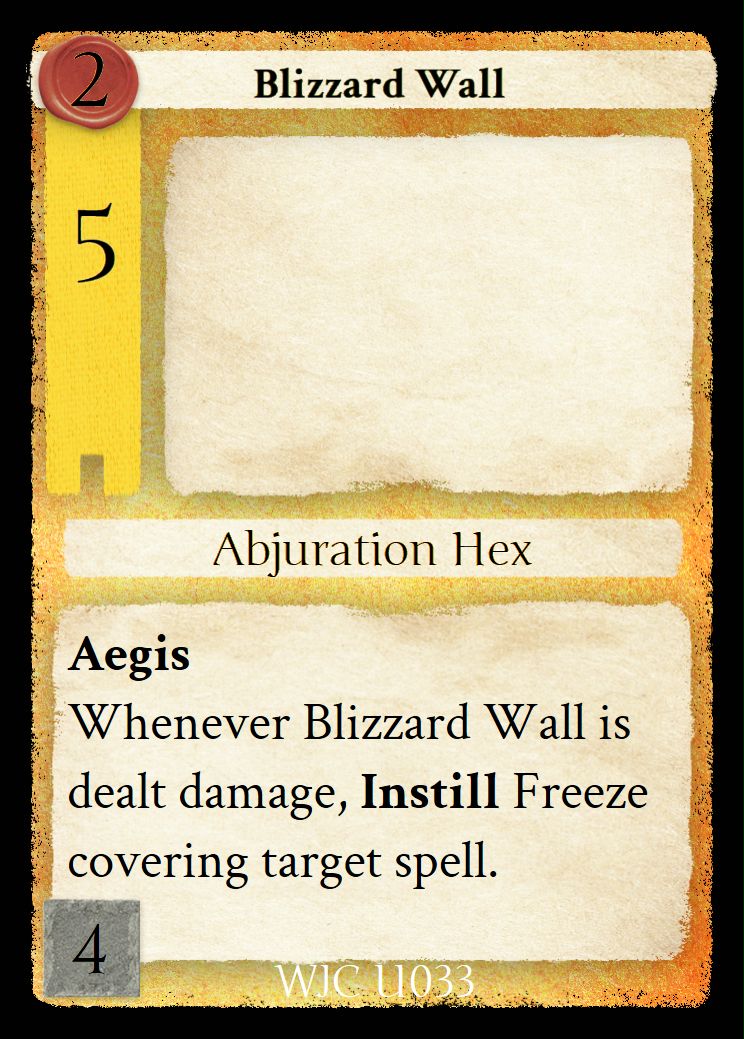 2
Blizzard Wall
5
Abjuration Hex
Aegis
Whenever Blizzard Wall is
dealt damage, Instill Freeze
covering target spell.
4
WJC U033